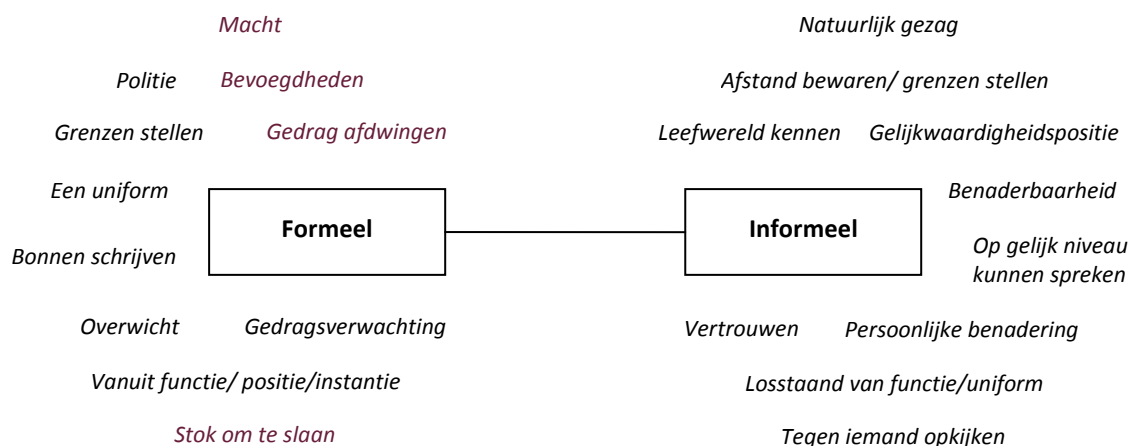 Macht
Natuurlijk gezag
Politie Bevoegdheden
Afstand bewaren/ grenzen stellen
Grenzen stellen Gedrag afdwingen
Leefwereld kennen Gelijkwaardigheidspositie
Een uniform
Benaderbaarheid
Formeel
Informeel
Bonnen schrijven
Op gelijk niveau
kunnen spreken
Overwicht Gedragsverwachting
Vertrouwen Persoonlijke benadering
Vanuit functie/ positie/instantie
Losstaand van functie/uniform
Stok om te slaan
Tegen iemand opkijken